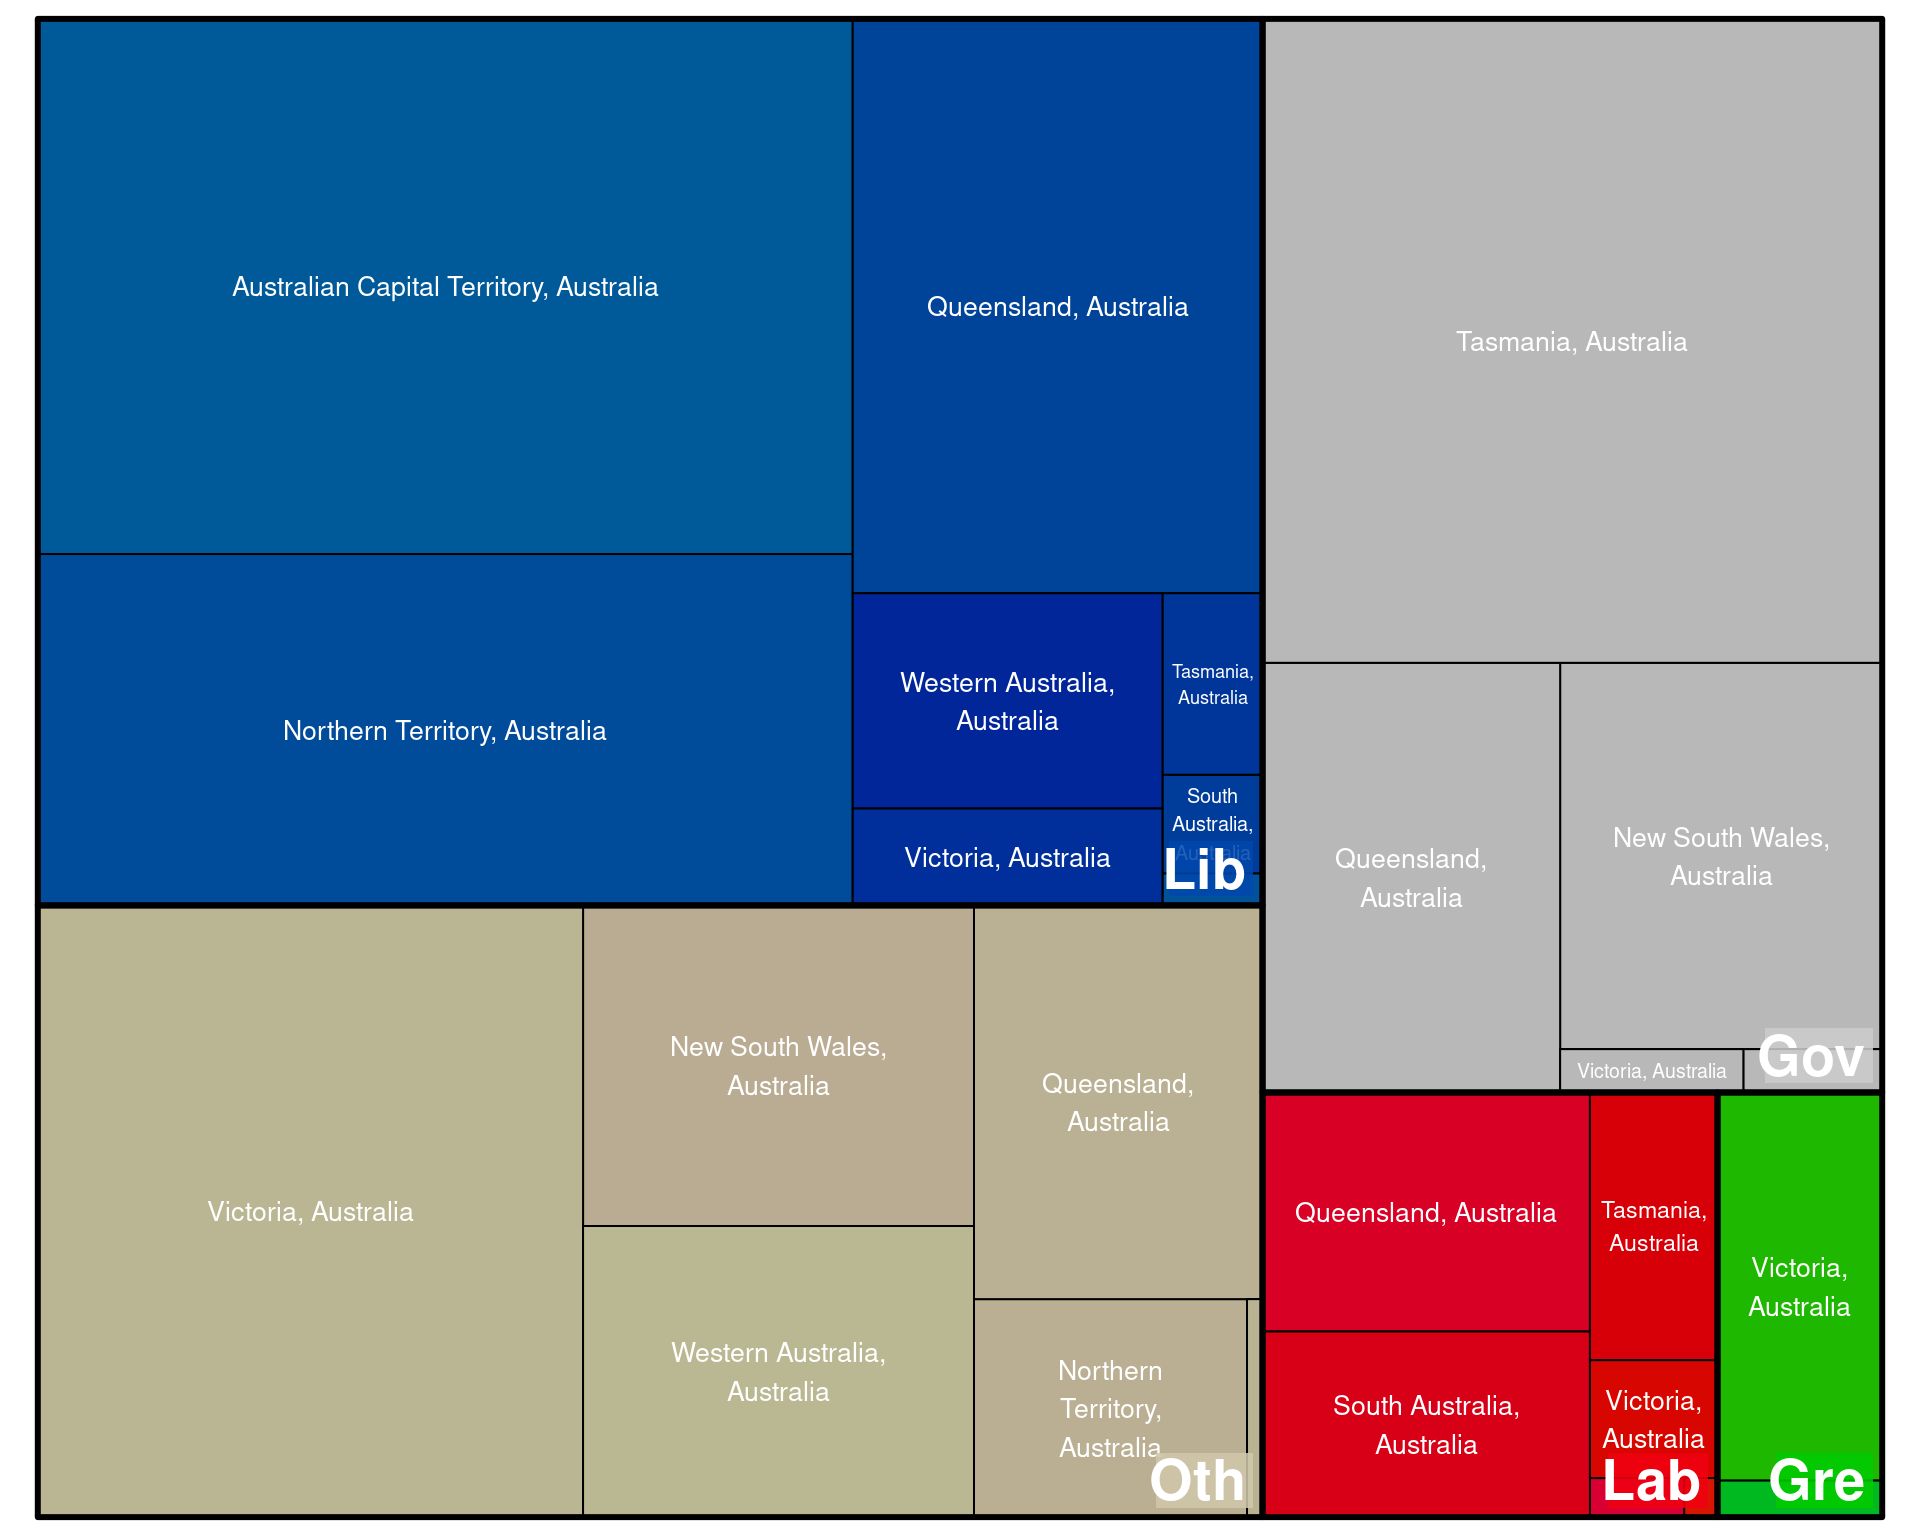 Australian Capital Territory, Australia
Northern Territory, Australia
Queensland, Australia
Western Australia,
Australia
Victoria, Australia
Tasmania,
Australia
South
Australia,
Australia
Lib
Tasmania, Australia
Queensland,
Australia
New South Wales,
Australia
Victoria, Australia
Gov
Victoria, Australia
New South Wales,
Australia
Western Australia,
Australia
Queensland,
Australia
Northern
Territory,
Australia
Oth
Queensland, Australia
South Australia,
Australia
Tasmania,
Australia
Victoria,
Australia
Lab
Victoria,
Australia
Gre